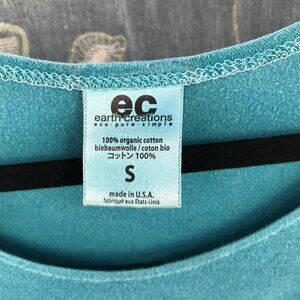 ec
earth creations
eco·pure·simple
100% organic cotton
biobaumwolle / coton bio
コットン 100%
S
made in U.S.A.
fabriqué aux États-Unis